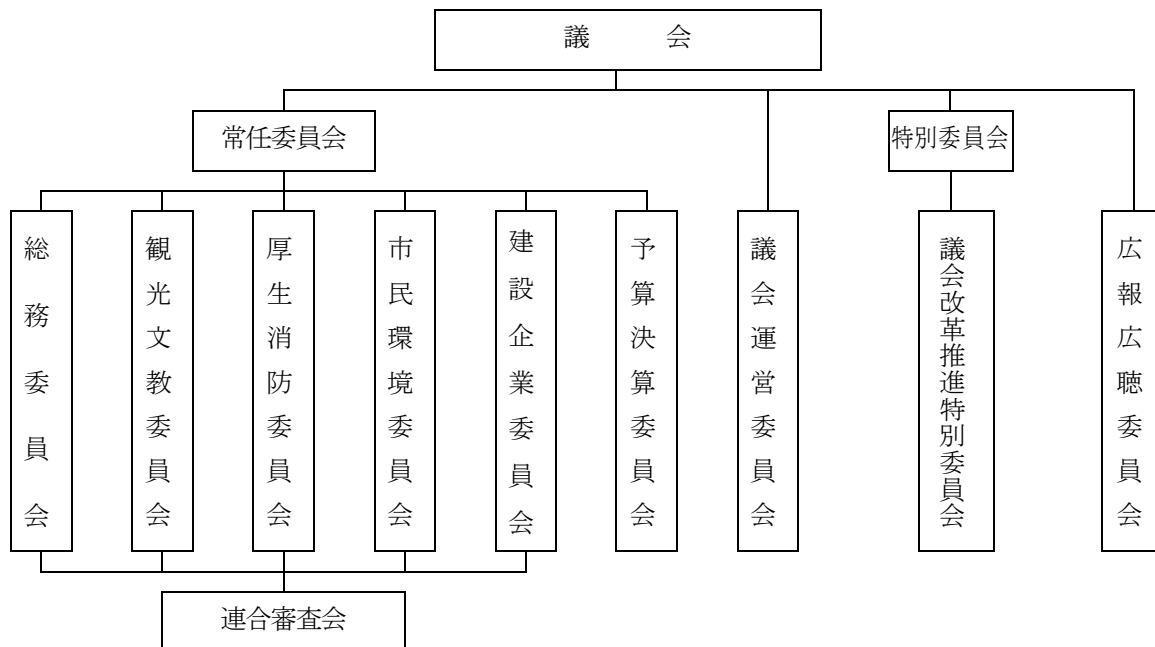 議 会
常任委員会
特別委員会
総務委員会
観光文教委員会
厚生消防委員会
市民環境委員会
建設企業委員会
予算決算委員会
議会運営委員会
議会改革推進特別委員会
広報広聴委員会
連合審査会